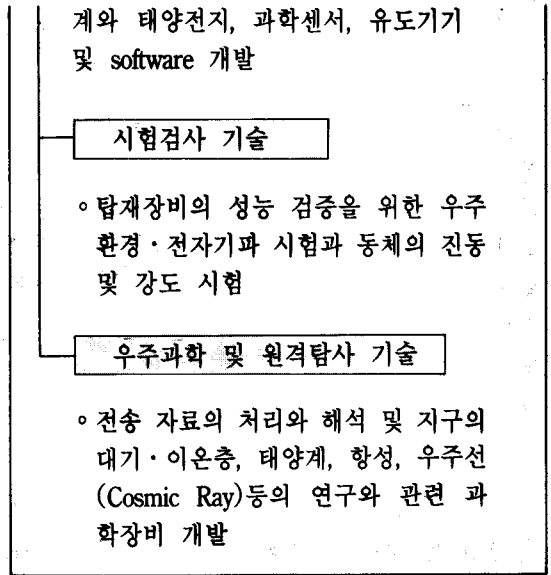 계와 태양전지, 과학센서, 유도기기
및 software 개발
시험검사 기술
◦탑재장비의 성능 검증을 위한 우주
환경·전자기파 시험과 동체의 진동
및 강도 시험
우주과학 및 원격탐사 기술
◦전송 자료의 처리와 해석 및 지구의
대기·이온층, 태양계, 항성, 우주선
(Cosmic Ray)등의 연구와 관련 과
학장비 개발